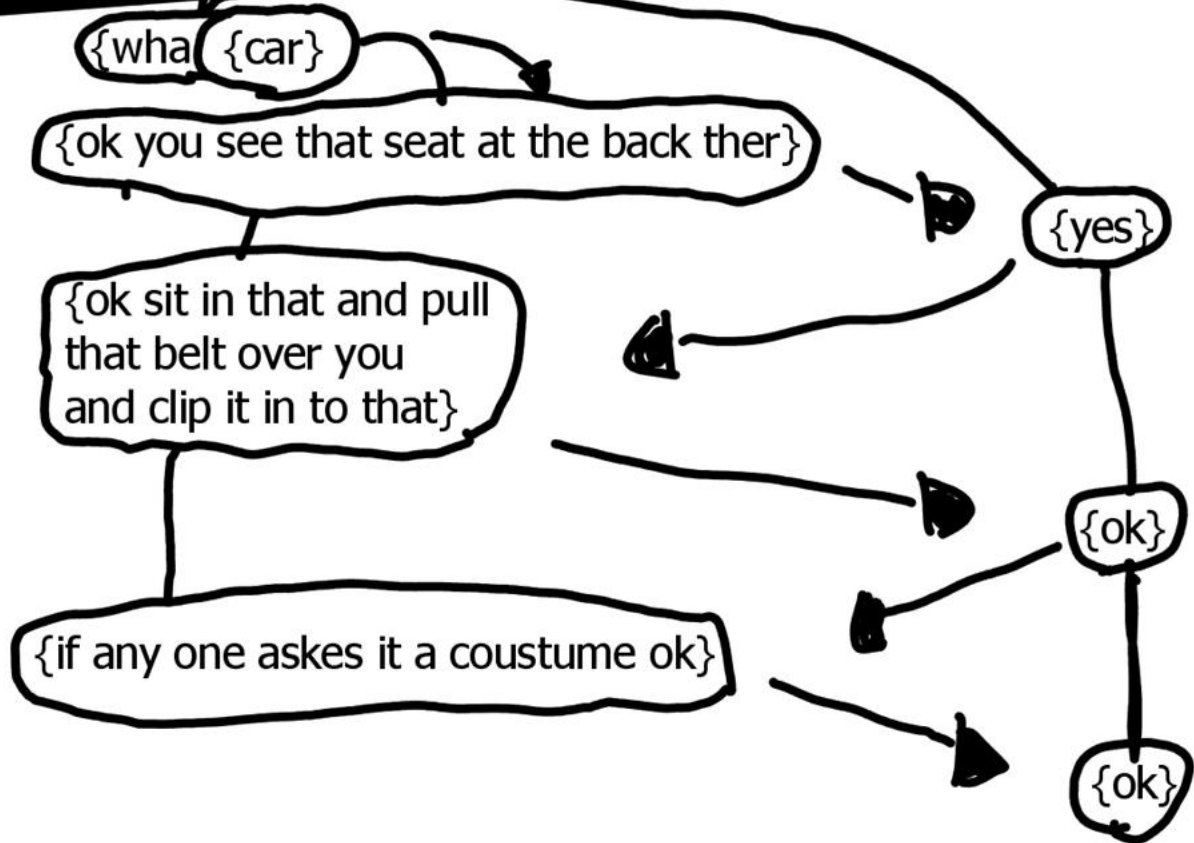 {wha
{car}
{ok you see that seat at the back ther}
{yes}
{ok sit in that and pull
that belt over you
and clip it in to that}
{ok}
{if any one askes it a coustume ok}
{ok}